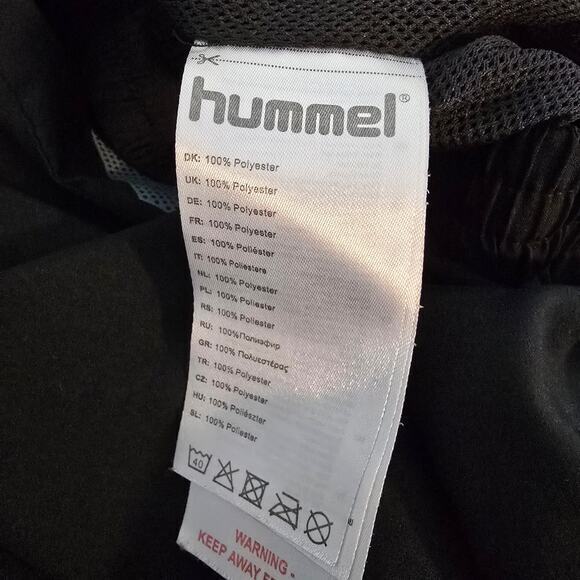 hummel®
DK: 100% Polyester
UK: 100% Polyester
DE: 100% Polyester
FR: 100% Polyester
ES: 100% Poliéster
IT: 100% Poliestere
NL: 100% Polyester
PL: 100% Poliester
RS: 100% Poliester
RU: 100%Полиэфир
GR: 100% Πολυεστέρας
TR: 100% Polyester
CZ: 100% Polyester
HU: 100% Poliészter
SL: 100% Poliester
40
WARNING -
KEEP AWAY